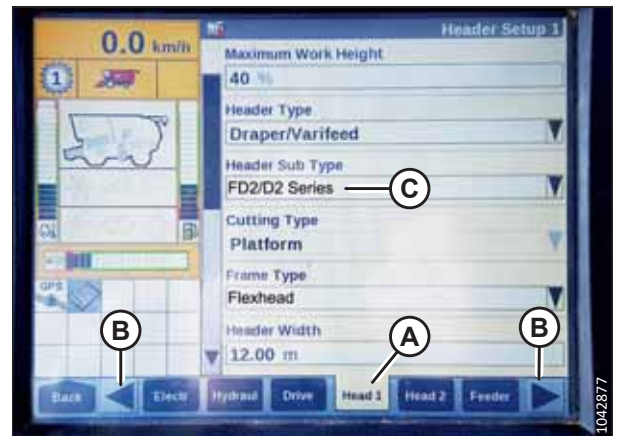 0.0 km/h
Header Setup 1
Maximum Work Height
40 %
1
Header Type
Draper/Varifeed
Header Sub Type
FD2/D2 Series
C
Cutting Type
Platform
Frame Type
GPS
Flexhead
Header Width
12.00 m
A
B
B
Back
Electr
Hydraul
Drive
Head 1
Head 2
Feeder
1042877